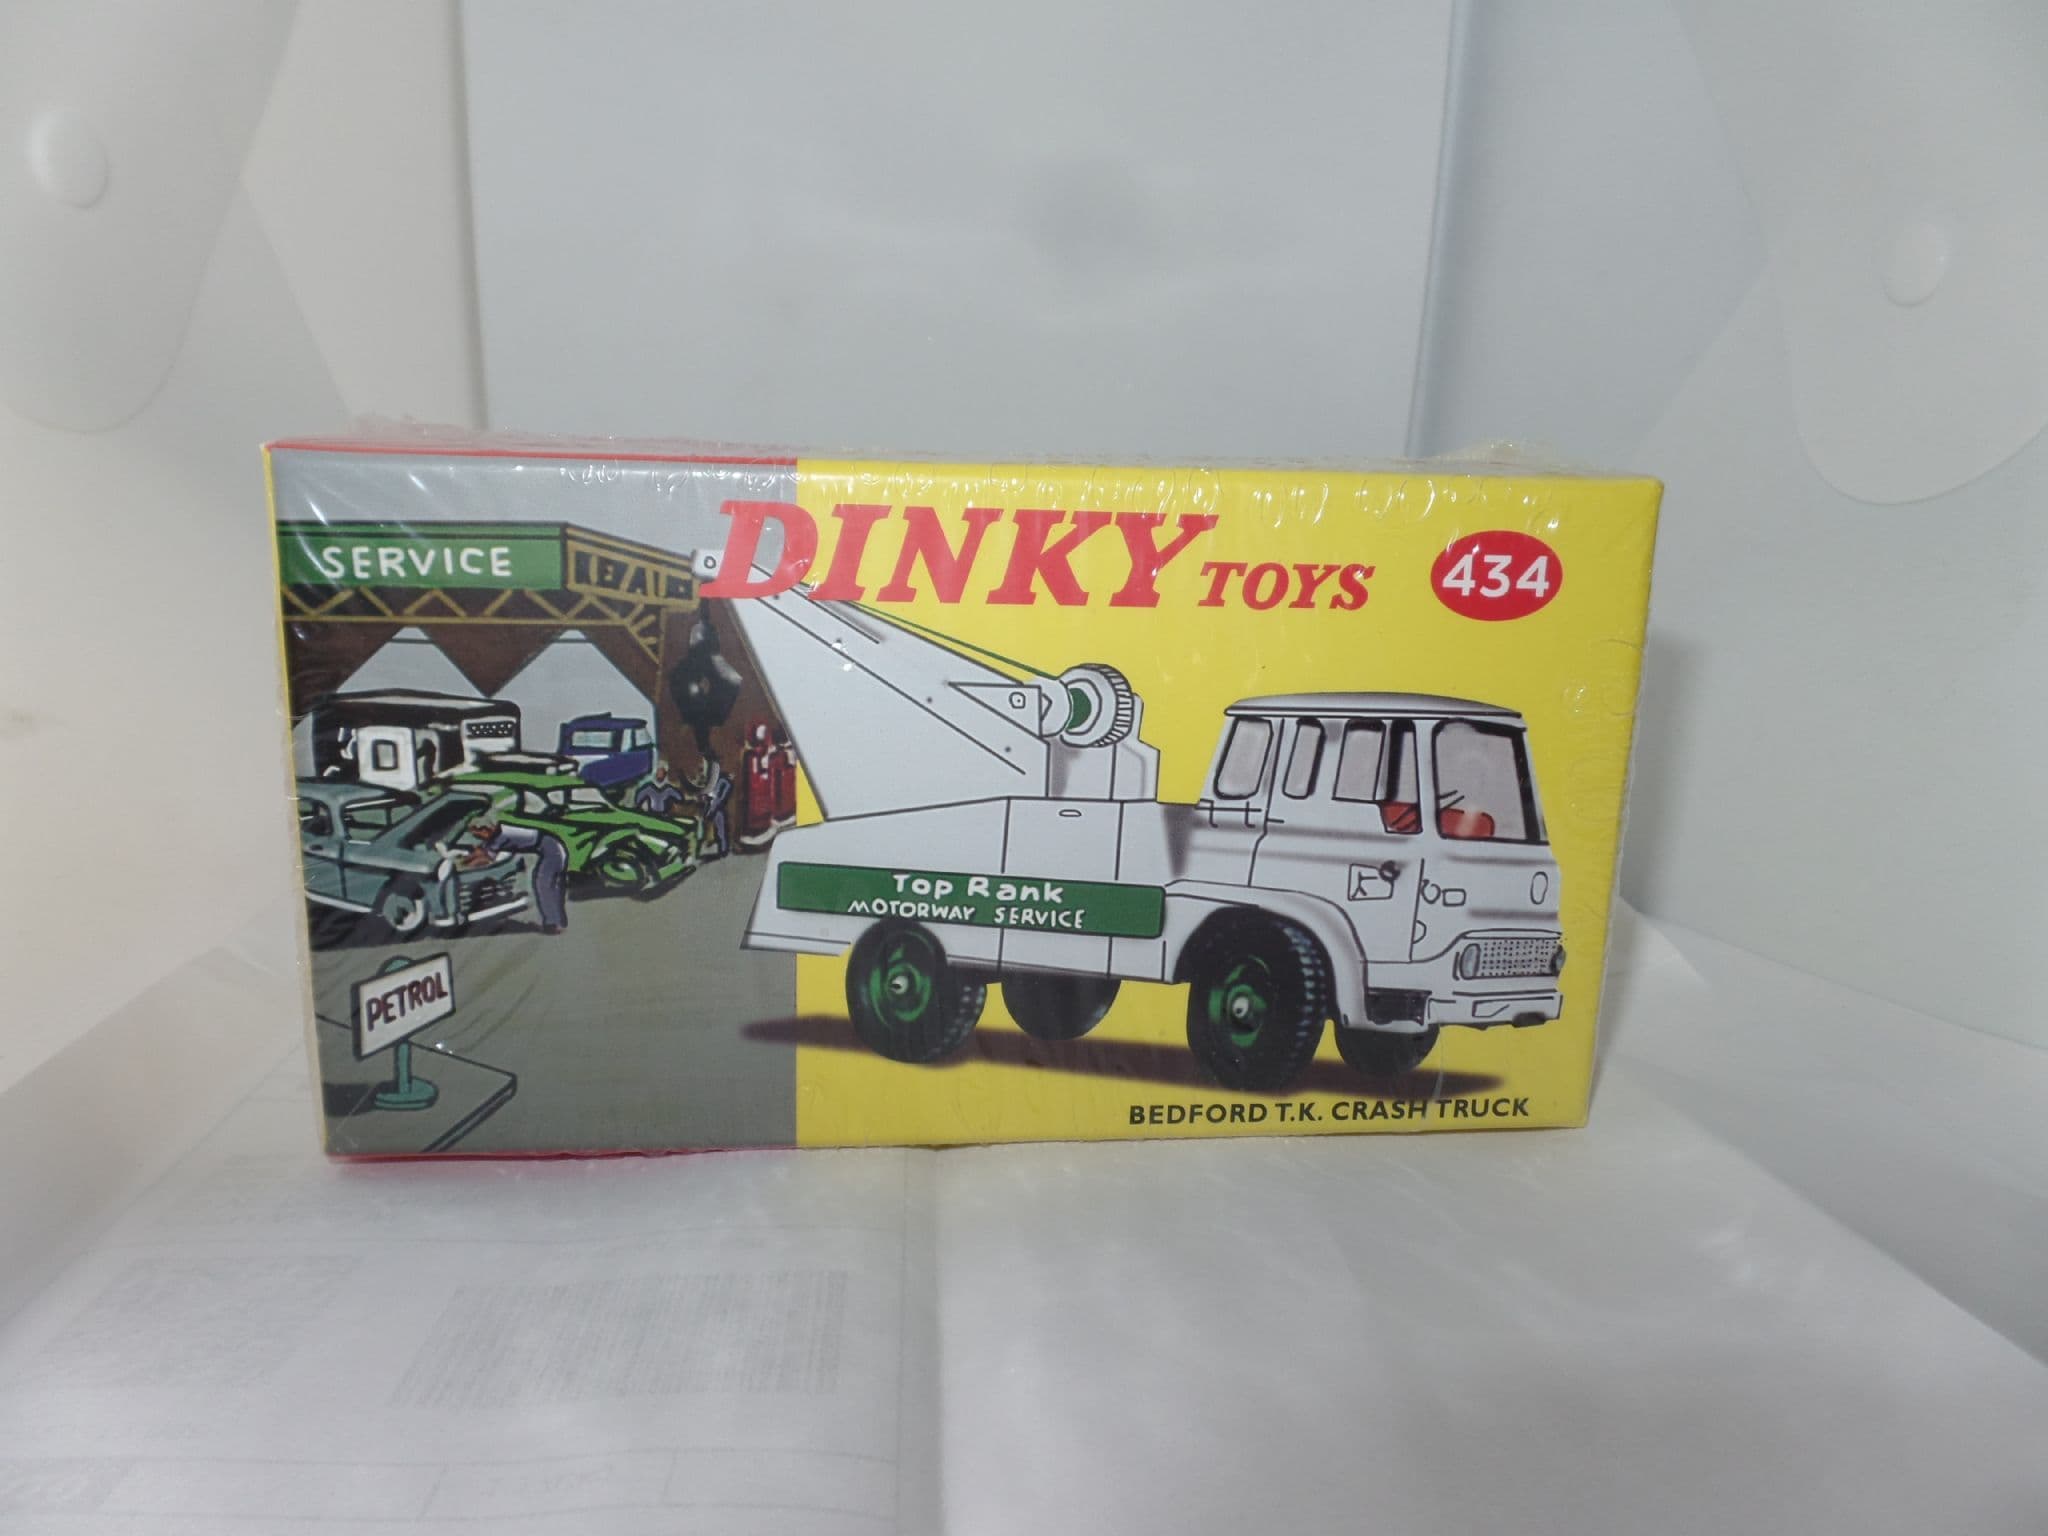 SERVICE
DINKY TOYS
434
Top Rank
MOTORWAY SERVICE
PETROL
BEDFORD T.K. CRASH TRUCK